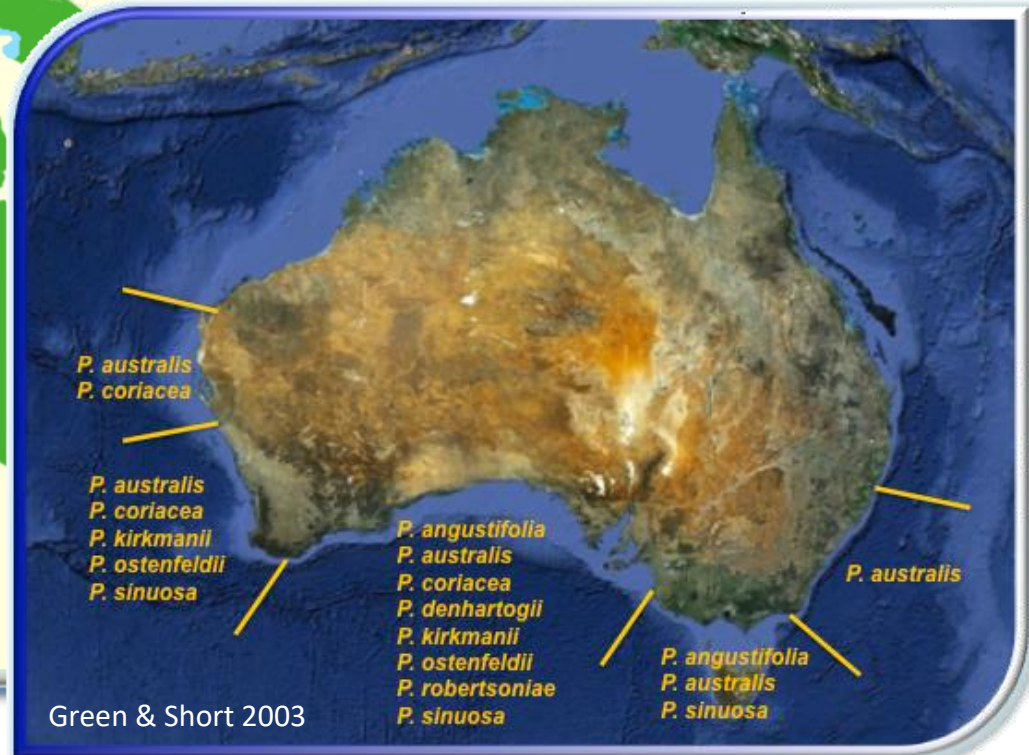 P. australis
P. coriacea
P. australis
P. coriacea
P. kirkmanii
P. ostenfeldii
P. sinuosa
P. angustifolia
P. australis
P. coriacea
P. denhartogii
P. kirkmanii
P. ostenfeldii
P. robertsoniae
P. sinuosa
P. angustifolia
P. australis
P. sinuosa
P. australis
Green & Short 2003